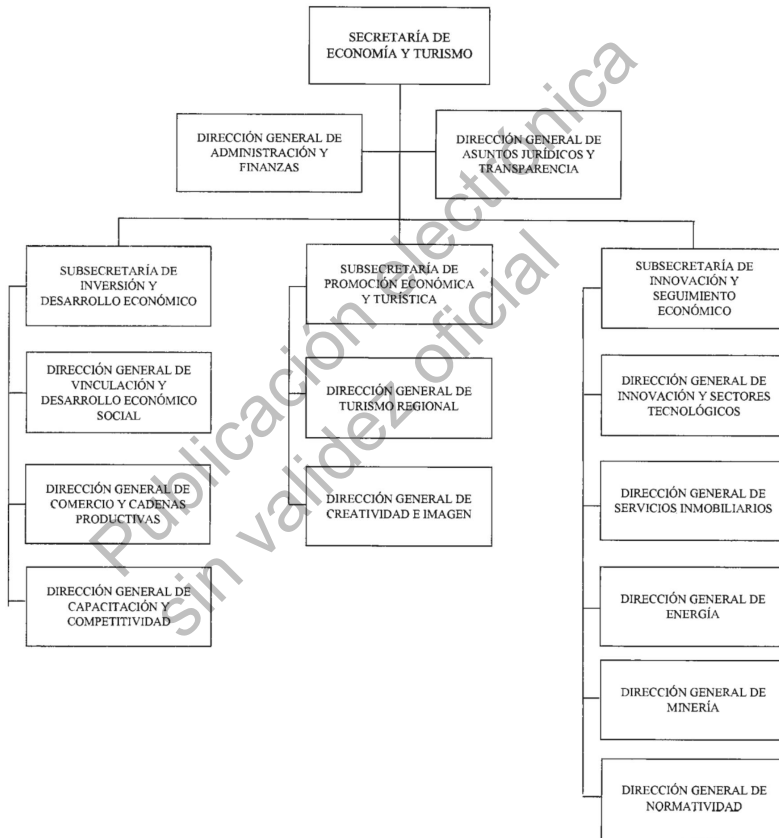 SECRETARÍA DE
ECONOMÍA Y TURISMO
DIRECCIÓN GENERAL DE
ADMINISTRACIÓN Y
FINANZAS
DIRECCIÓN GENERAL DE
ASUNTOS JURÍDICOS Y
TRANSPARENCIA
SUBSECRETARÍA DE
INVERSIÓN Y
DESARROLLO ECONÓMICO
DIRECCIÓN GENERAL DE
VINCULACIÓN Y
DESARROLLO ECONÓMICO
SOCIAL
DIRECCIÓN GENERAL DE
COMERCIO Y CADENAS
PRODUCTIVAS
DIRECCIÓN GENERAL DE
CAPACITACIÓN Y
COMPETITIVIDAD
SUBSECRETARÍA DE
PROMOCIÓN ECONÓMICA
Y TURÍSTICA
DIRECCIÓN GENERAL DE
TURISMO REGIONAL
DIRECCIÓN GENERAL DE
CREATIVIDAD E IMAGEN
SUBSECRETARÍA DE
INNOVACIÓN Y
SEGUIMIENTO
ECONÓMICO
DIRECCIÓN GENERAL DE
INNOVACIÓN Y SECTORES
TECNOLÓGICOS
DIRECCIÓN GENERAL DE
SERVICIOS INMOBILIARIOS
DIRECCIÓN GENERAL DE
ENERGÍA
DIRECCIÓN GENERAL DE
MINERÍA
DIRECCIÓN GENERAL DE
NORMATIVIDAD
Publicación electrónica
sin validez oficial